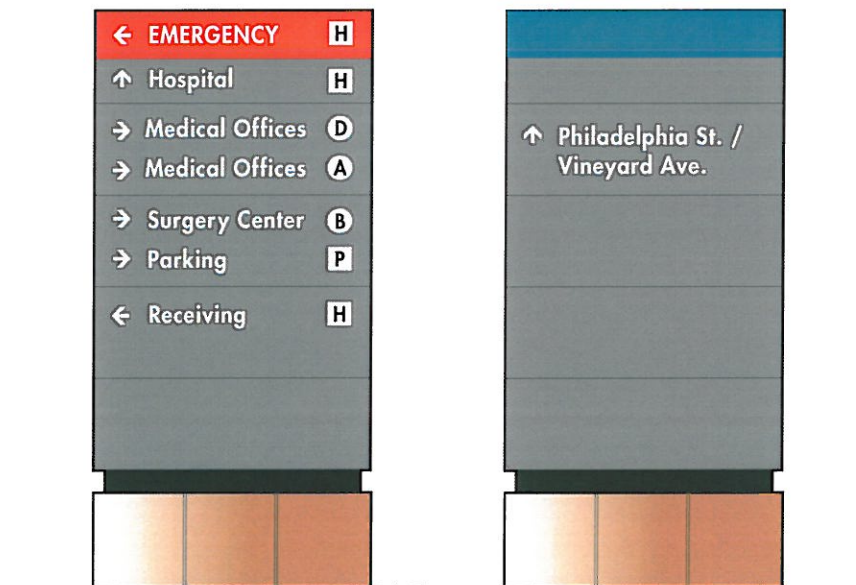 ← EMERGENCY H
↑ Hospital H
→ Medical Offices D
→ Medical Offices A
→ Surgery Center B
→ Parking P
← Receiving H
↑ Philadelphia St. /
Vineyard Ave.